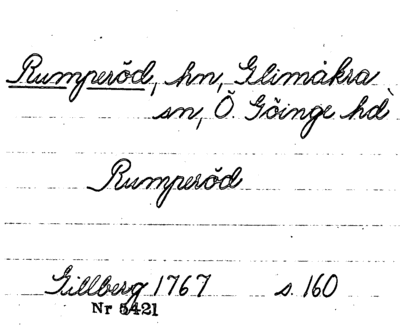 Rumperöd, hn, Glimåkra
sn, Ö. Göinge hd
Rumperöd
Gillberg 1767 s. 160
Nr 5421